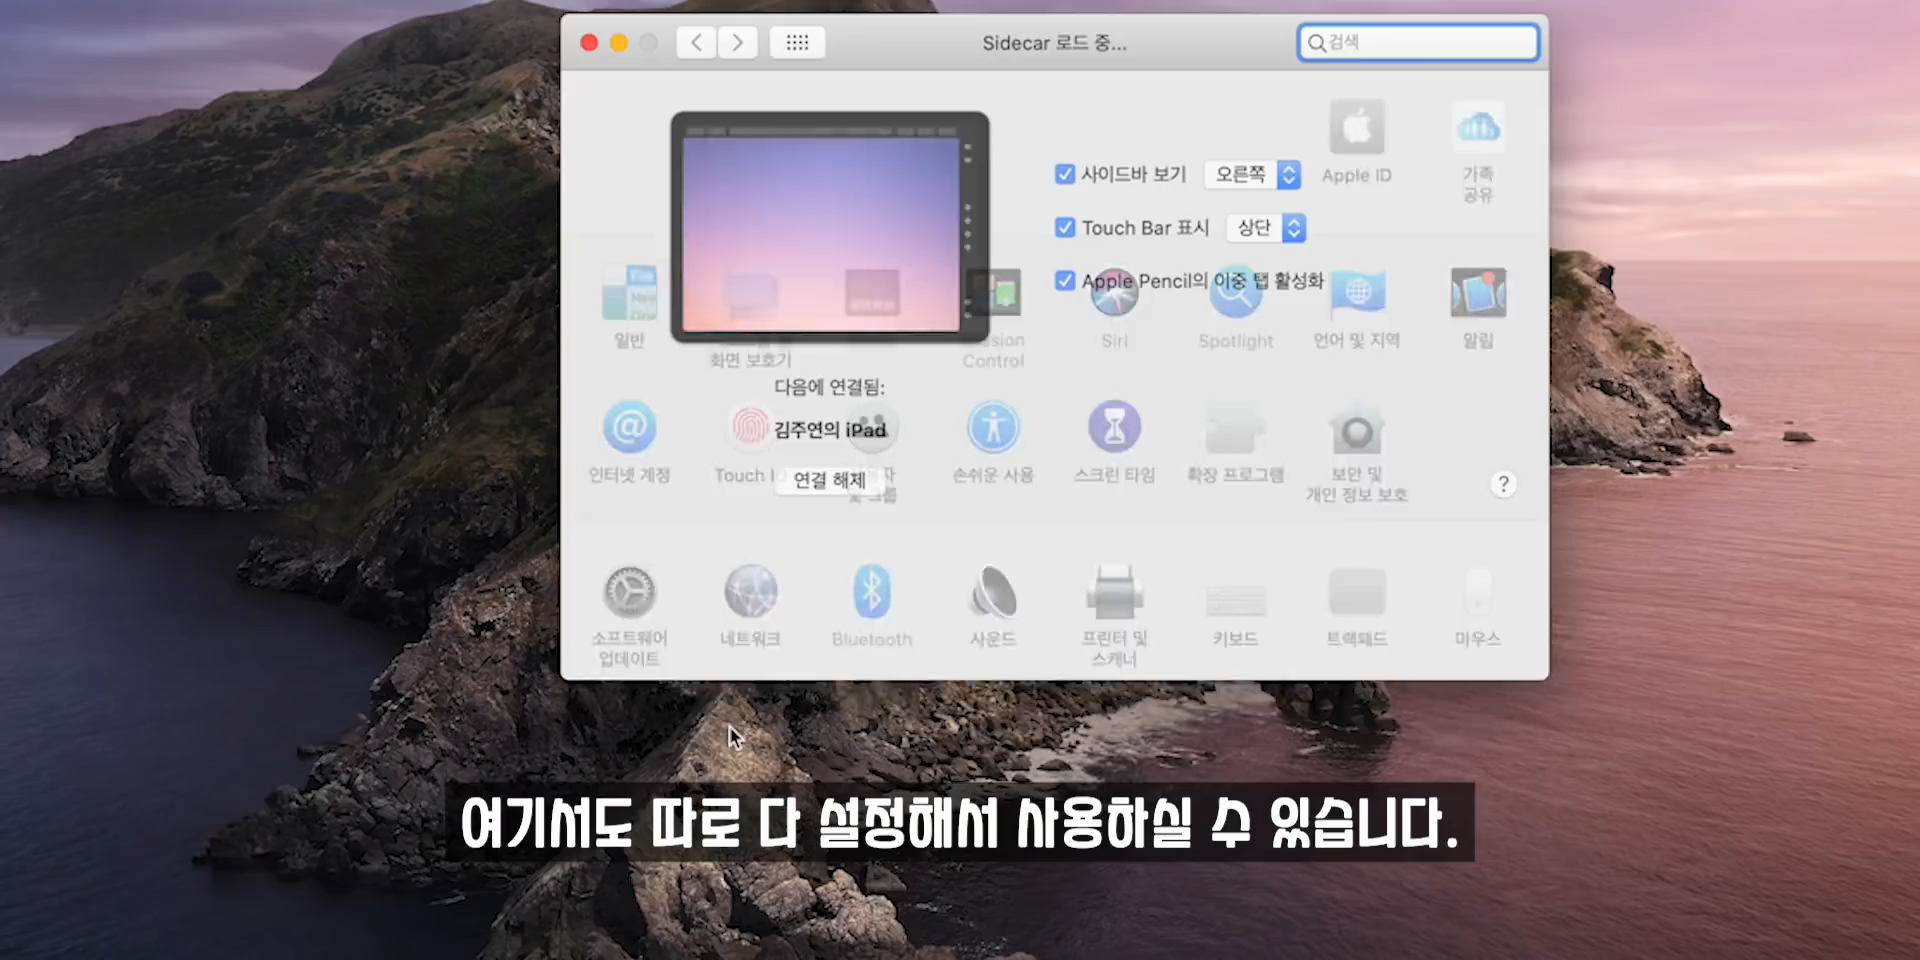 Sidecar 로드 중...
검색
사이드바 보기
오른쪽
Touch Bar 표시
상단
Apple Pencil의 이중 탭 활성화
Apple ID
가족
공유
일반
화면 보호기
Control
Siri
Spotlight
언어 및 지역
알림
다음에 연결됨:
김주연의 iPad
연결 해제
인터넷 계정
Touch
및 그룹
손쉬운 사용
스크린 타임
확장 프로그램
보안 및
개인 정보 보호
?
소프트웨어
업데이트
네트워크
Bluetooth
사운드
프린터 및
스캐너
키보드
트랙패드
마우스
여기서도 따로 다 설정해서 사용하실 수 있습니다.